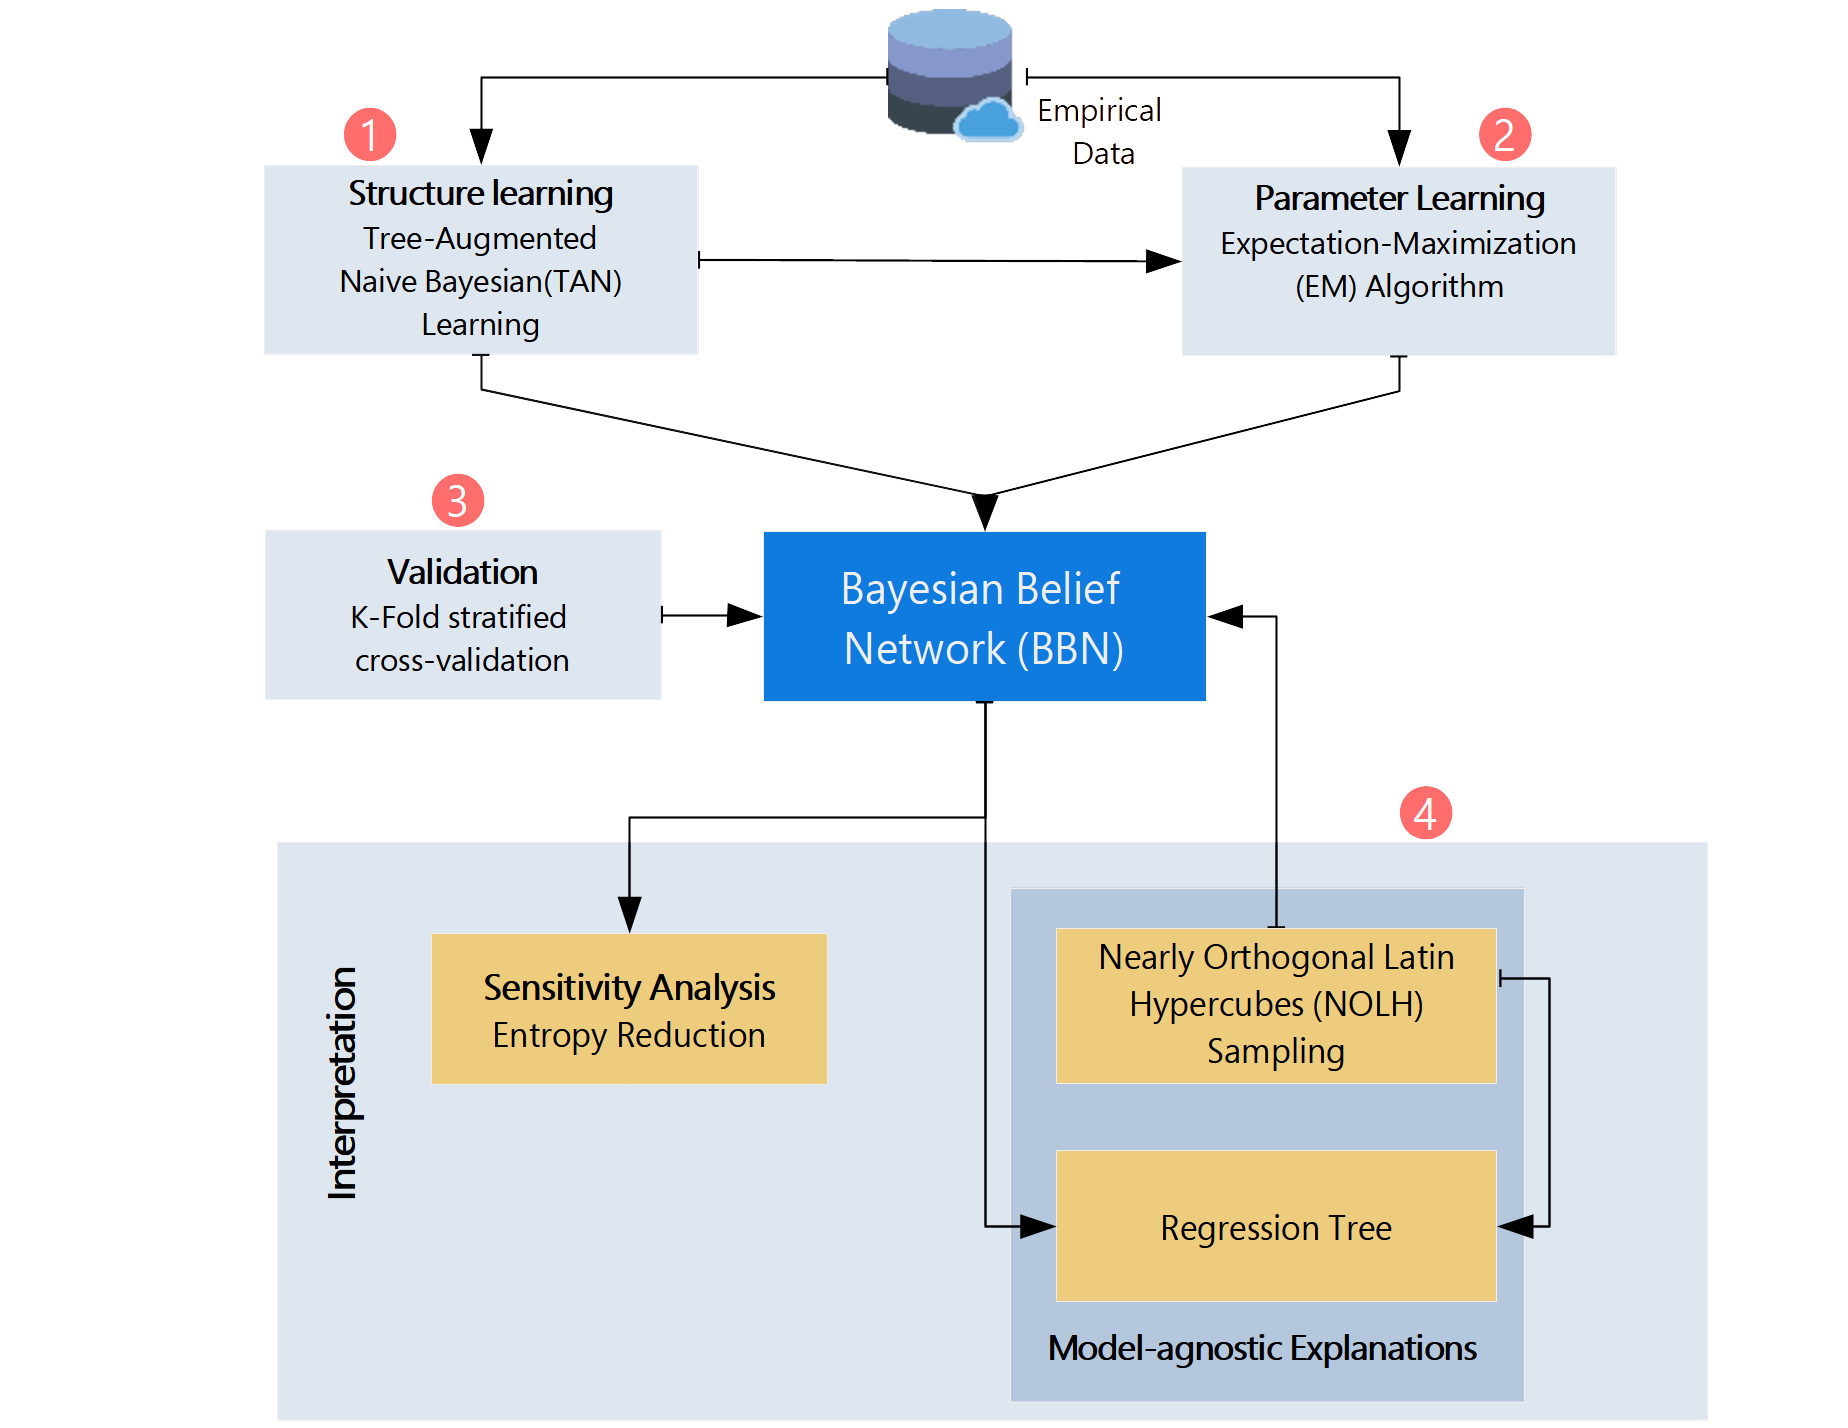 Empirical
Data
1
Structure learning
Tree-Augmented
Naive Bayesian(TAN)
Learning
2
Parameter Learning
Expectation-Maximization
(EM) Algorithm
3
Validation
K-Fold stratified
cross-validation
Bayesian Belief
Network (BBN)
4
Interpretation
Sensitivity Analysis
Entropy Reduction
Nearly Orthogonal Latin
Hypercubes (NOLH)
Sampling
Regression Tree
Model-agnostic Explanations